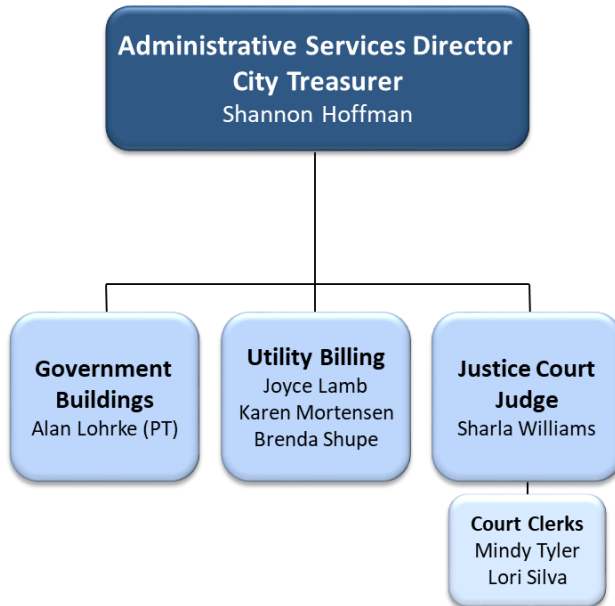 Administrative Services Director
City Treasurer
Shannon Hoffman
Government
Buildings
Alan Lohrke (PT)
Utility Billing
Joyce Lamb
Karen Mortensen
Brenda Shupe
Justice Court
Judge
Sharla Williams
Court Clerks
Mindy Tyler
Lori Silva